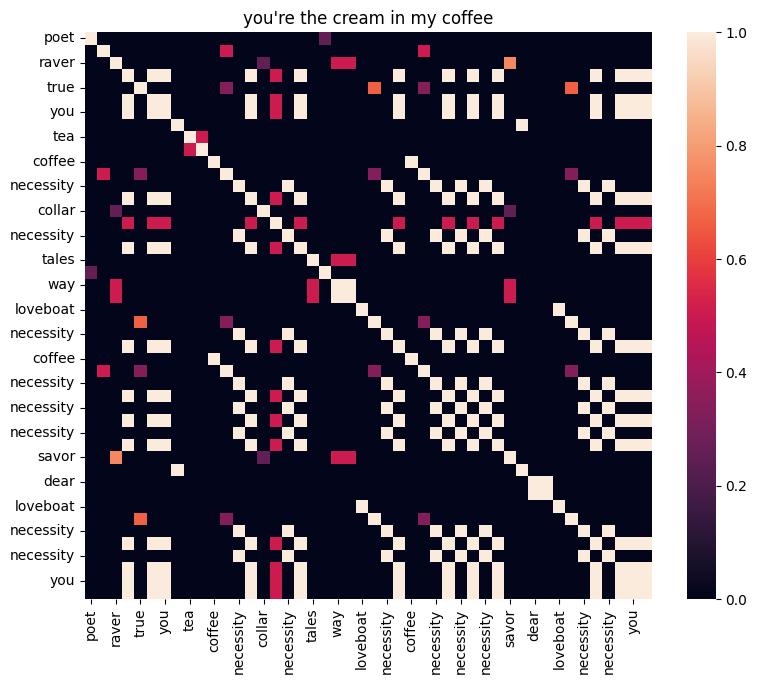 you're the cream in my coffee
poet
raver
true
you
tea
coffee
necessity
collar
necessity
tales
way
loveboat
necessity
coffee
necessity
necessity
necessity
savor
dear
loveboat
necessity
necessity
you
1.0
0.8
0.6
0.4
0.2
0.0
poet
raver
true
you
tea
coffee
necessity
collar
necessity
tales
way
loveboat
necessity
coffee
necessity
necessity
necessity
savor
dear
loveboat
necessity
necessity
you